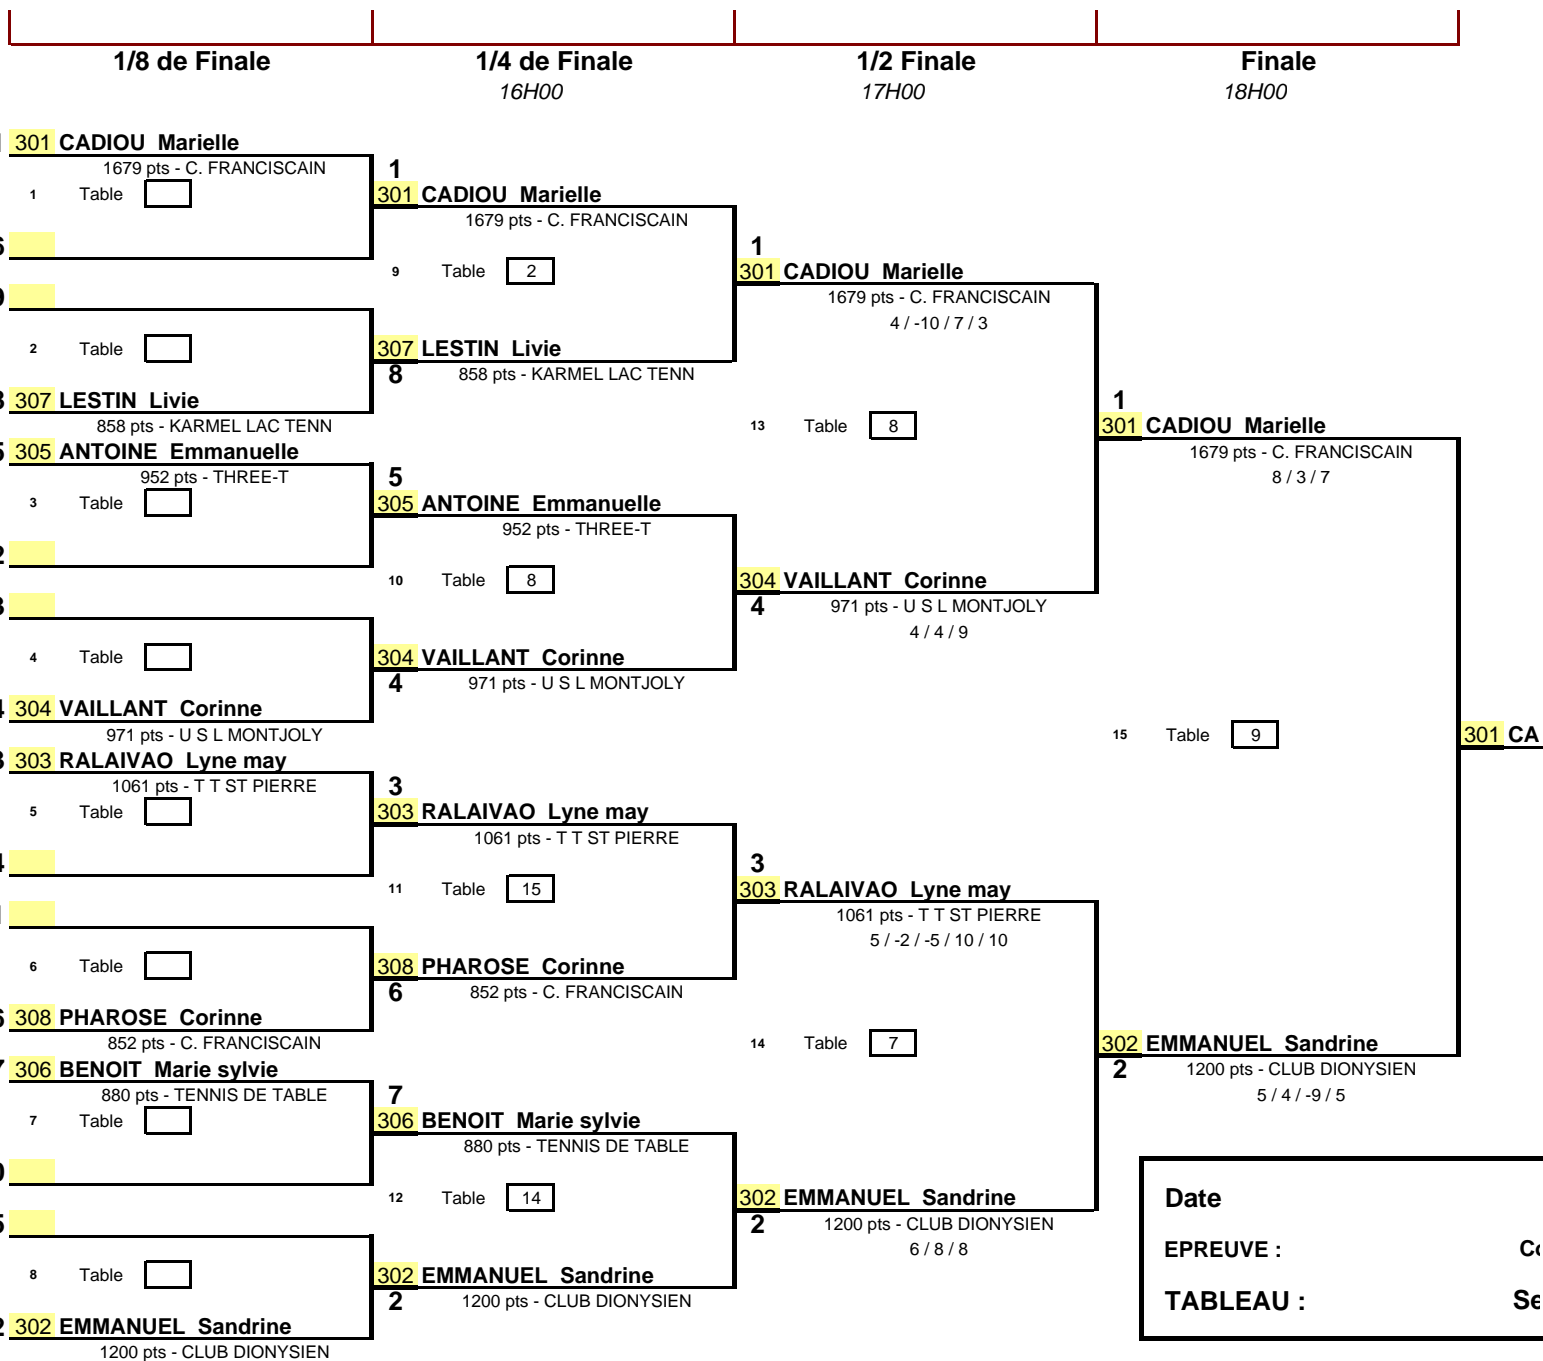 1/8 de Finale
1/4 de Finale
1/2 Finale
Finale
16H00
17H00
18H00
301 CADIOU Marielle
1679 pts - C. FRANCISCAIN
1 Table
307 LESTIN Livie
858 pts - KARMEL LAC TENN
2 Table
305 ANTOINE Emmanuelle
952 pts - THREE-T
3 Table
4 Table
304 VAILLANT Corinne
971 pts - U S L MONTJOLY
303 RALAIVAO Lyne may
1061 pts - T T ST PIERRE
5 Table
6 Table
308 PHAROSE Corinne
852 pts - C. FRANCISCAIN
306 BENOIT Marie sylvie
880 pts - TENNIS DE TABLE
7 Table
8 Table
302 EMMANUEL Sandrine
1200 pts - CLUB DIONYSIEN
1
301 CADIOU Marielle
1679 pts - C. FRANCISCAIN
9 Table 2
307 LESTIN Livie
8 858 pts - KARMEL LAC TENN
5
305 ANTOINE Emmanuelle
952 pts - THREE-T
10 Table 8
304 VAILLANT Corinne
4 971 pts - U S L MONTJOLY
3
303 RALAIVAO Lyne may
1061 pts - T T ST PIERRE
11 Table 15
308 PHAROSE Corinne
6 852 pts - C. FRANCISCAIN
7
306 BENOIT Marie sylvie
880 pts - TENNIS DE TABLE
12 Table 14
302 EMMANUEL Sandrine
2 1200 pts - CLUB DIONYSIEN
1
301 CADIOU Marielle
1679 pts - C. FRANCISCAIN
4 / -10 / 7 / 3
13 Table 8
304 VAILLANT Corinne
4 971 pts - U S L MONTJOLY
4 / 4 / 9
3
303 RALAIVAO Lyne may
1061 pts - T T ST PIERRE
5 / -2 / -5 / 10 / 10
14 Table 7
302 EMMANUEL Sandrine
2 1200 pts - CLUB DIONYSIEN
6 / 8 / 8
1
301 CADIOU Marielle
1679 pts - C. FRANCISCAIN
8 / 3 / 7
15 Table 9
302 EMMANUEL Sandrine
2 1200 pts - CLUB DIONYSIEN
5 / 4 / -9 / 5
301 CA
Date
EPREUVE :
TABLEAU : Se